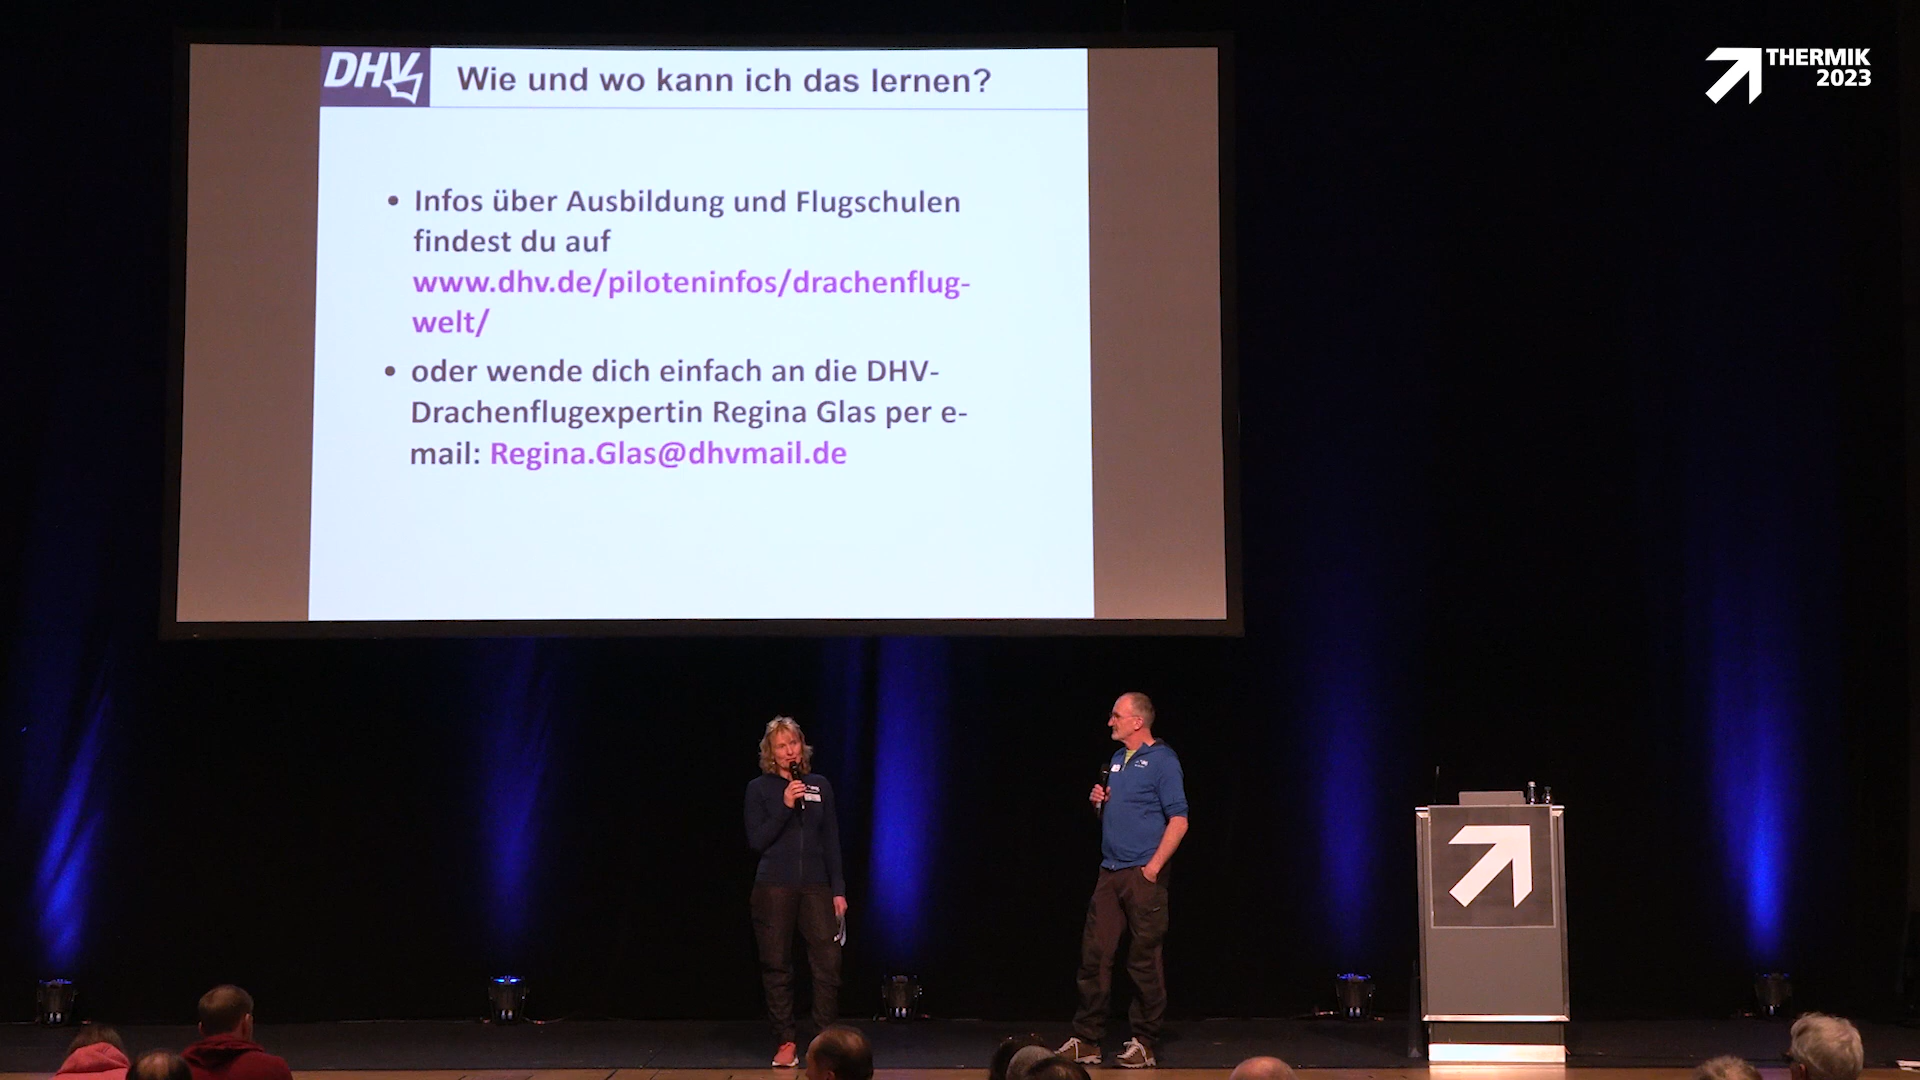 DHV
Wie und wo kann ich das lernen?
• Infos über Ausbildung und Flugschulen
findest du auf
www.dhv.de/piloteninfos/drachenflug-
welt/
• oder wende dich einfach an die DHV-
Drachenflugexpertin Regina Glas per e-
mail: Regina.Glas@dhvmail.de
THERMIK
2023